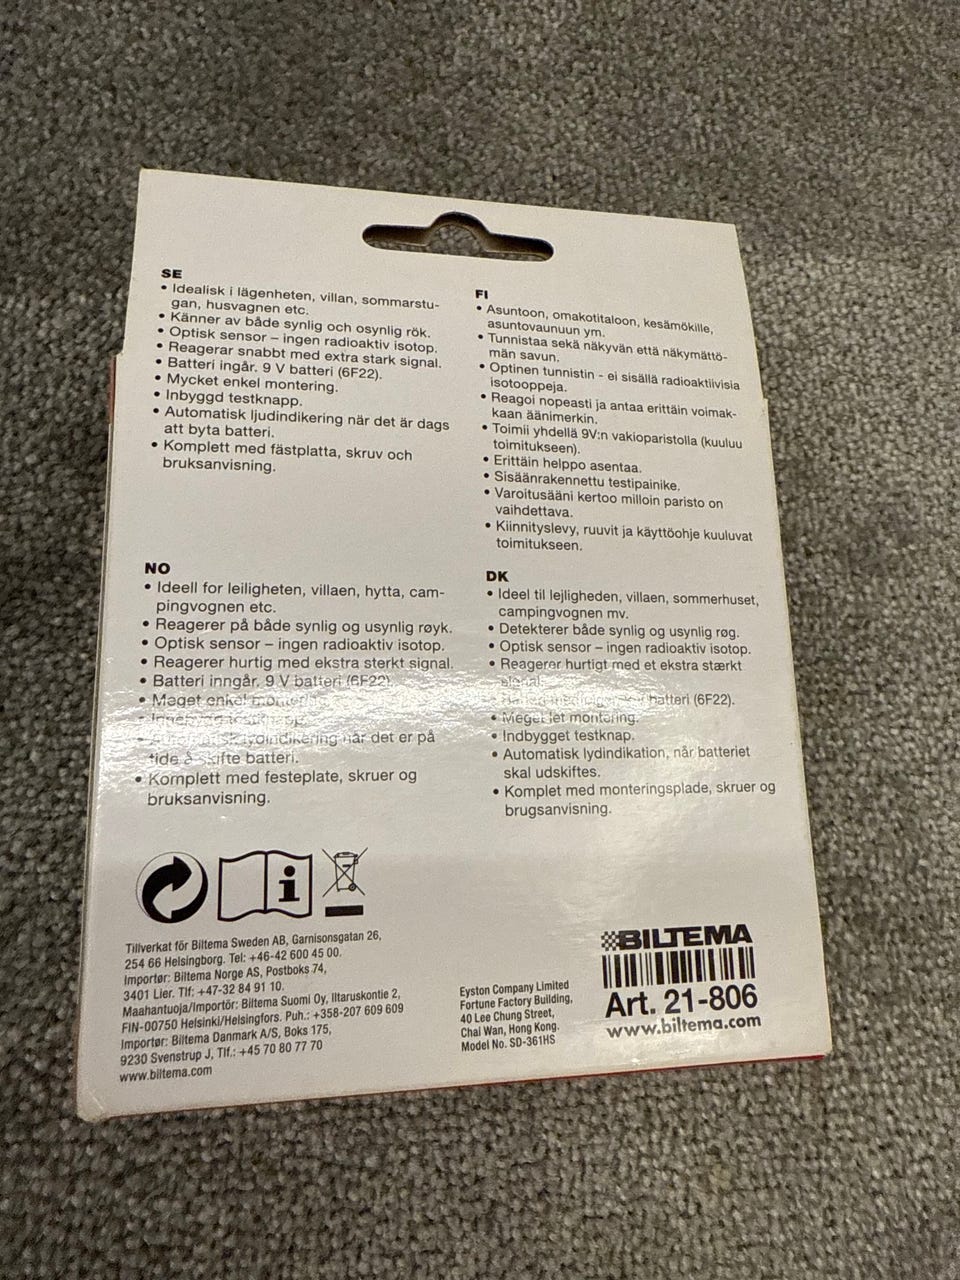 SE
• Idealisk i lägenheten, villan, sommarstu-
gan, husvagnen etc.
• Känner av både synlig och osynlig rök.
• Optisk sensor – ingen radioaktiv isotop.
• Reagerar snabbt med extra stark signal.
• Batteri ingår. 9 V batteri (6F22).
• Mycket enkel montering.
• Inbyggd testknapp.
• Automatisk ljudindikering när det är dags
att byta batteri.
• Komplett med fästplatta, skruv och
bruksanvisning.
FI
• Asuntoon, omakotitaloon, kesämökille,
asuntovaunuun ym.
• Tunnistaa sekä näkyvän että näkymättö-
män savun.
• Optinen tunnistin - ei sisällä radioaktiivisia
isotooppeja.
• Reagoi nopeasti ja antaa erittäin voimak-
kaan äänimerkin.
• Toimii yhdellä 9V:n vakioparistolla (kuuluu
toimitukseen).
• Erittäin helppo asentaa.
• Sisäänrakennettu testipainike.
• Varoitusääni kertoo milloin paristo on
vaihdettava.
• Kiinnityslevy, ruuvit ja käyttöohje kuuluvat
toimitukseen.
NO
• Ideell for leiligheten, villaen, hytta, cam-
pingvognen etc.
• Reagerer på både synlig og usynlig røyk.
• Optisk sensor – ingen radioaktiv isotop.
• Reagerer hurtig med ekstra sterkt signal.
• Batteri inngår. 9 V batteri (6F22).
• Meget enkel montering.
• Innebygd testknapp.
• Automatisk lydindikering når det er på
tide å skifte batteri.
• Komplett med festeplate, skruer og
bruksanvisning.
DK
• Ideel til lejligheden, villaen, sommerhuset,
campingvognen mv.
• Detekterer både synlig og usynlig røg.
• Optisk sensor – ingen radioaktiv isotop.
• Reagerer hurtigt med et ekstra stærkt
signal.
• batteri (6F22).
• Meget let montering.
• Indbygget testknap.
• Automatisk lydindikation, når batteriet
skal udskiftes.
• Komplet med monteringsplade, skruer og
brugsanvisning.
Tillverkat för Biltema Sweden AB, Garnisonsgatan 26,
254 66 Helsingborg. Tel: +46-42 600 45 00.
Importør: Biltema Norge AS, Postboks 74,
3401 Lier. Tlf: +47-32 84 91 10.
Maahantuoja/Importör: Biltema Suomi Oy, Iltaruskontie 2,
FIN-00750 Helsinki/Helsingfors. Puh.: +358-207 609 609
Importør: Biltema Danmark A/S, Boks 175,
9230 Svenstrup J, Tlf.: +45 70 80 77 70
www.biltema.com
Eyston Company Limited
Fortune Factory Building,
40 Lee Chung Street,
Chai Wan, Hong Kong.
Model No. SD-361HS
BILTEMA
Art. 21-806
www.biltema.com